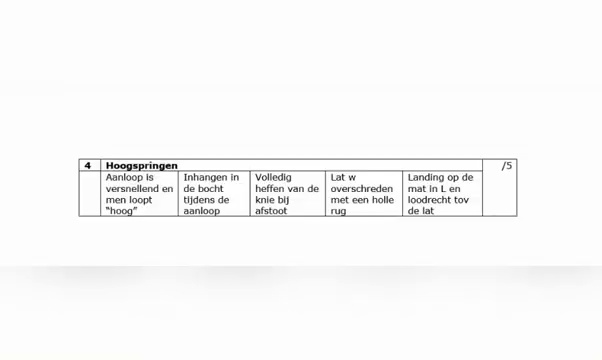 4 Hoogspringen /5
Aanloop is versnellend en men loopt "hoog"
Inhangen in de bocht tijdens de aanloop
Volledig heffen van de knie bij afstoot
Lat w overschreden met een holle rug
Landing op de mat in L en loodrecht tov de lat